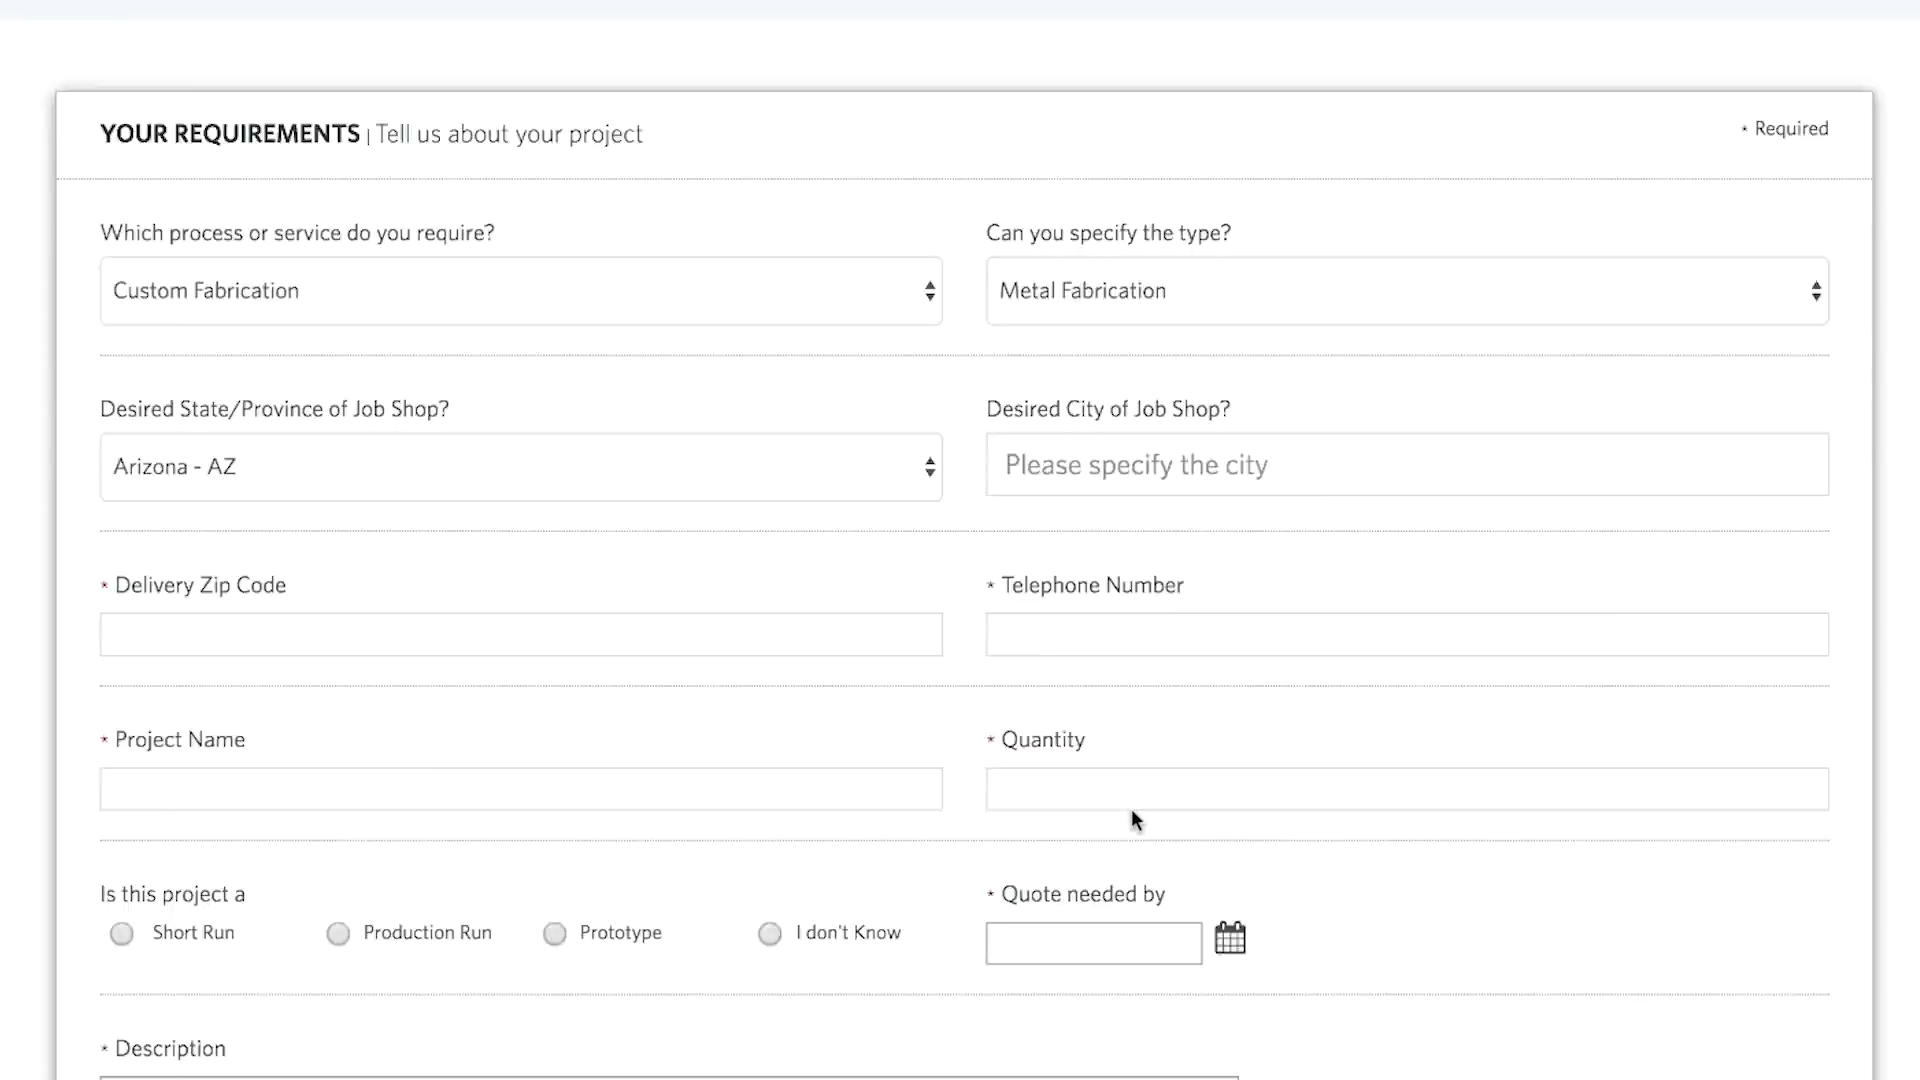 YOUR REQUIREMENTS | Tell us about your project
* Required
Which process or service do you require?
Can you specify the type?
Custom Fabrication
Metal Fabrication
Desired State/Province of Job Shop?
Desired City of Job Shop?
Arizona - AZ
Please specify the city
* Delivery Zip Code
* Telephone Number
* Project Name
* Quantity
Is this project a
* Quote needed by
Short Run
Production Run
Prototype
I don't Know
* Description